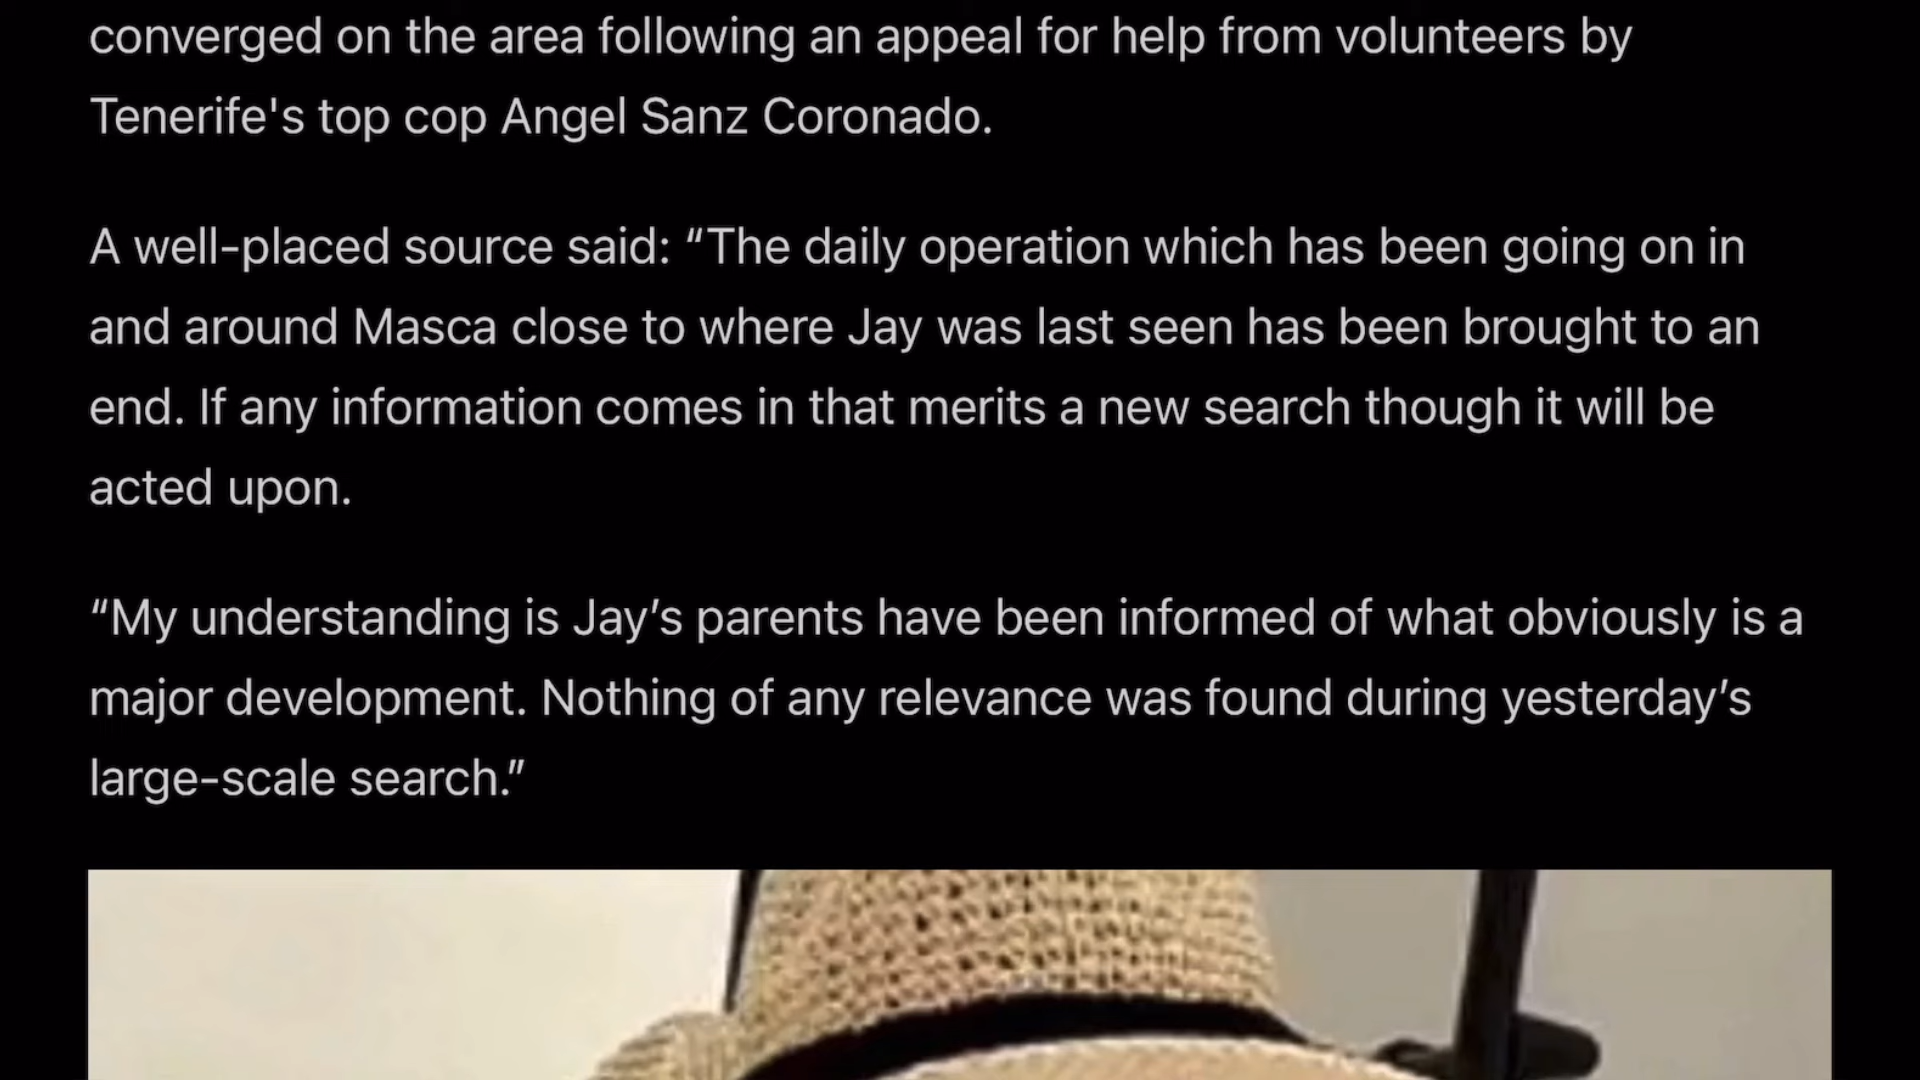 converged on the area following an appeal for help from volunteers by
Tenerife's top cop Angel Sanz Coronado.
A well-placed source said: “The daily operation which has been going on in
and around Masca close to where Jay was last seen has been brought to an
end. If any information comes in that merits a new search though it will be
acted upon.
“My understanding is Jay’s parents have been informed of what obviously is a
major development. Nothing of any relevance was found during yesterday’s
large-scale search.”